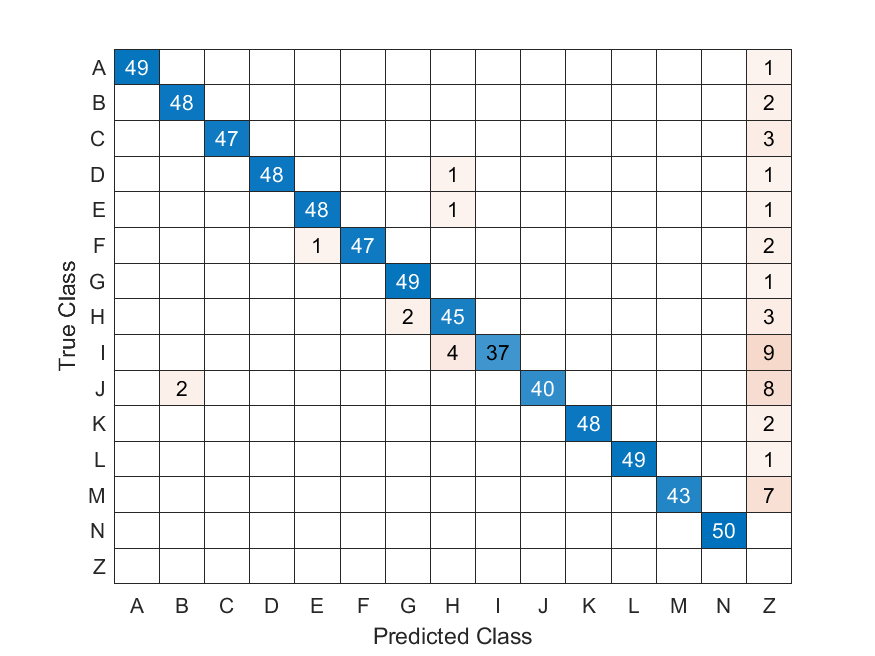 A 49 1
B 48 2
C 47 3
D 48 1 1
E 48 1 1
F 1 47 2
G 49 1
H 2 45 3
I 4 37 9
J 2 40 8
K 48 2
L 49 1
M 43 7
N 50
Z
A B C D E F G H I J K L M N Z
Predicted Class
True Class